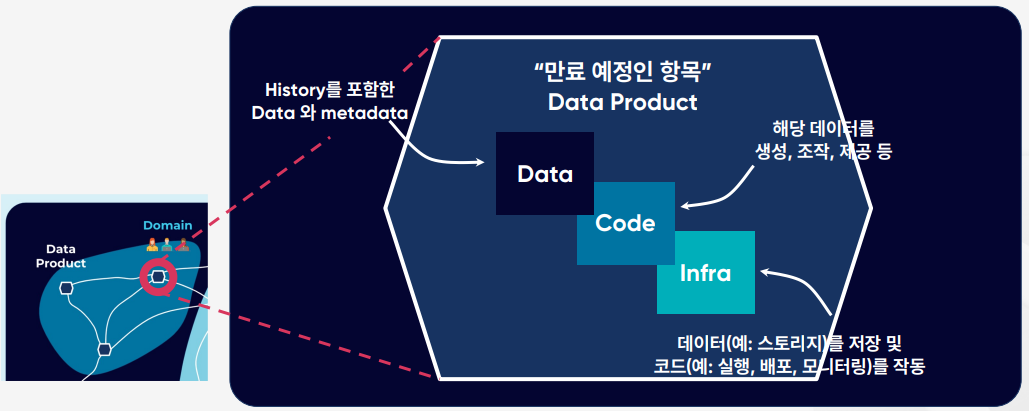 “만료 예정인 항목”
Data Product
History를 포함한
Data 와 metadata
해당 데이터를
생성, 조작, 제공 등
Data
Code
Infra
데이터(예: 스토리지)를 저장 및
코드(예: 실행, 배포, 모니터링)를 작동
Domain
Data
Product